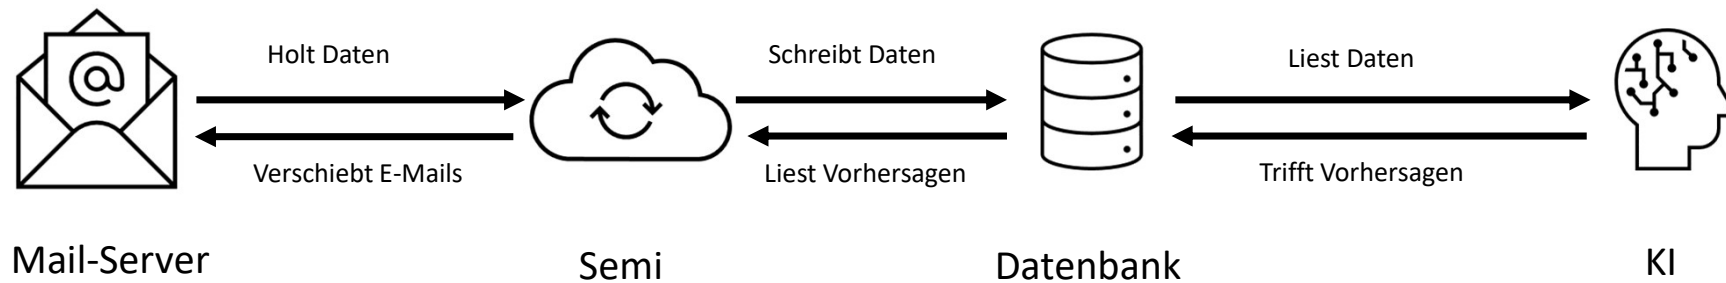 Holt Daten
Schreibt Daten
Liest Daten
@
Verschiebt E-Mails
Liest Vorhersagen
Trifft Vorhersagen
Mail-Server
Semi
Datenbank
KI